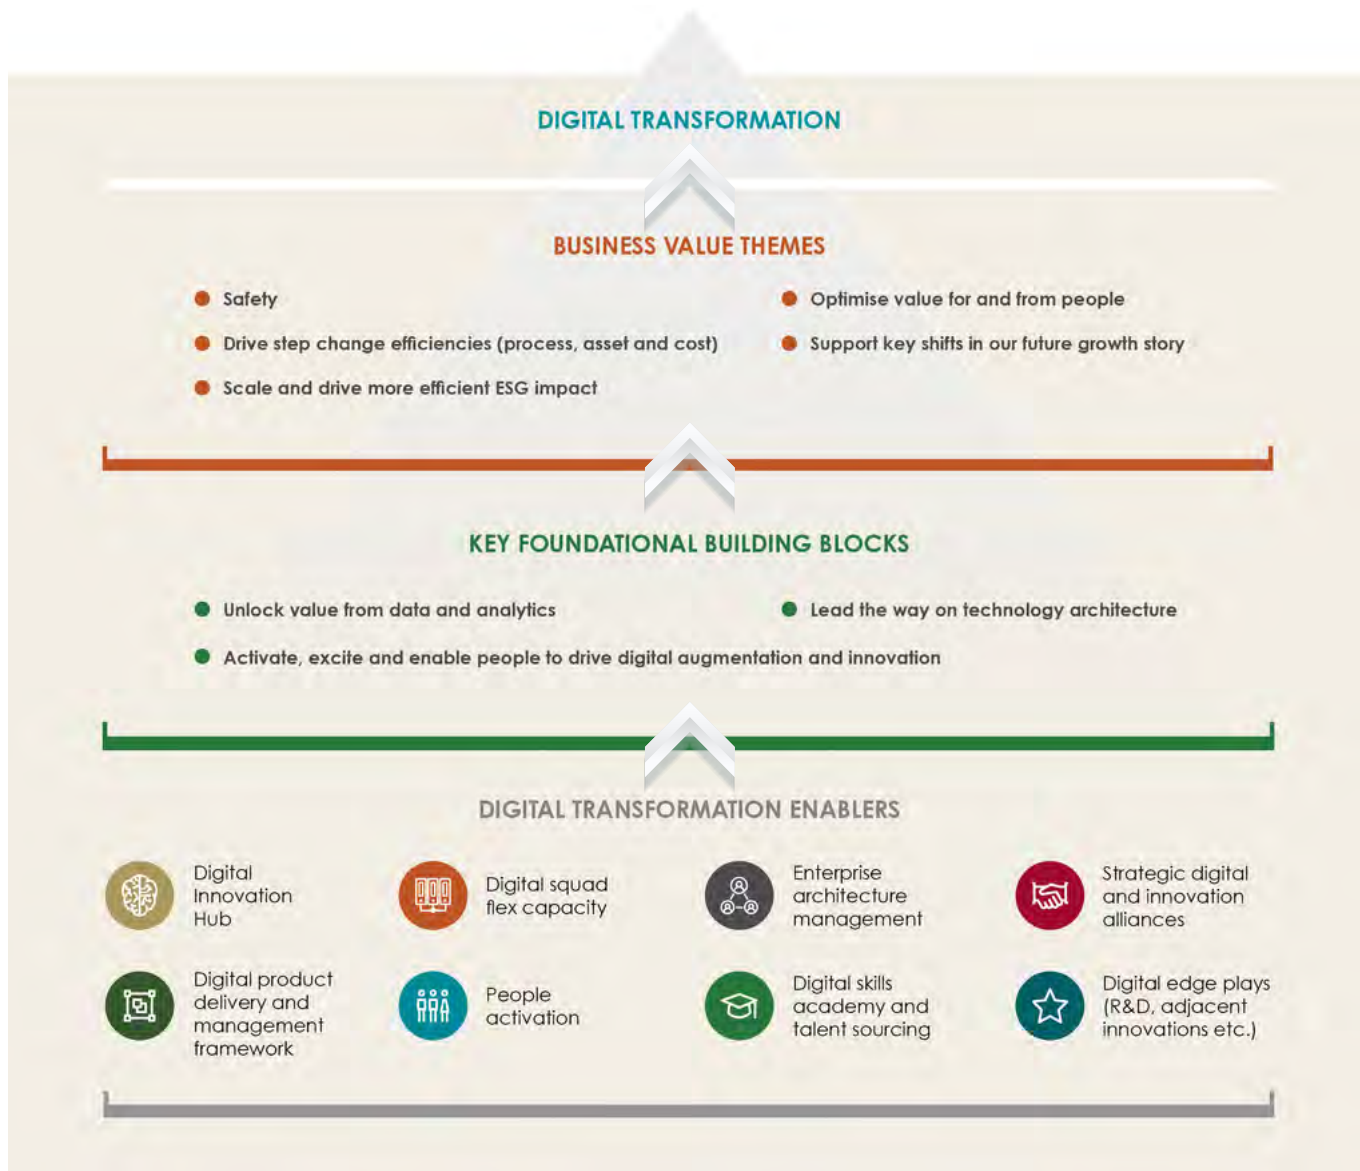 DIGITAL TRANSFORMATION
BUSINESS VALUE THEMES
Safety
Drive step change efficiencies (process, asset and cost)
Scale and drive more efficient ESG impact
Optimise value for and from people
Support key shifts in our future growth story
KEY FOUNDATIONAL BUILDING BLOCKS
Unlock value from data and analytics
Lead the way on technology architecture
Activate, excite and enable people to drive digital augmentation and innovation
DIGITAL TRANSFORMATION ENABLERS
Digital
Innovation
Hub
Digital squad
flex capacity
Enterprise
architecture
management
Strategic digital
and innovation
alliances
Digital product
delivery and
management
framework
People
activation
Digital skills
academy and
talent sourcing
Digital edge plays
(R&D, adjacent
innovations etc.)